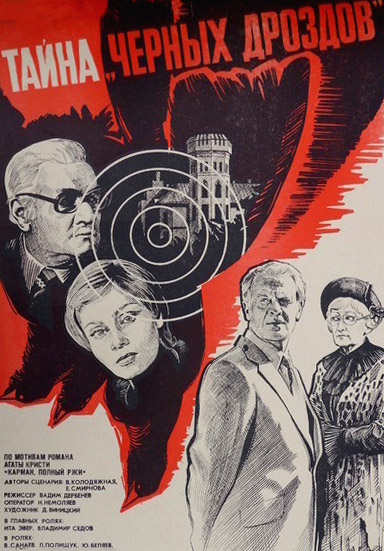 ТАЙНА „ЧЕРНЫХ ДРОЗДОВ"
ПО МОТИВАМ РОМАНА
АГАТЫ КРИСТИ
«КАРМАН, ПОЛНЫЙ РЖИ»
АВТОРЫ СЦЕНАРИЯ: В.КОЛОДЯЖНАЯ,
Е.СМИРНОВА
РЕЖИССЕР ВАДИМ ДЕРБЕНЕВ
ОПЕРАТОР Н.НЕМОЛЯЕВ
ХУДОЖНИК Д.ВИНИЦКИЙ
В ГЛАВНЫХ РОЛЯХ:
ИТА ЭВЕР, ВЛАДИМИР СЕДОВ
В РОЛЯХ:
В.САНАЕВ, Л.ПОЛИЩУК, Ю.БЕЛЯЕВ,